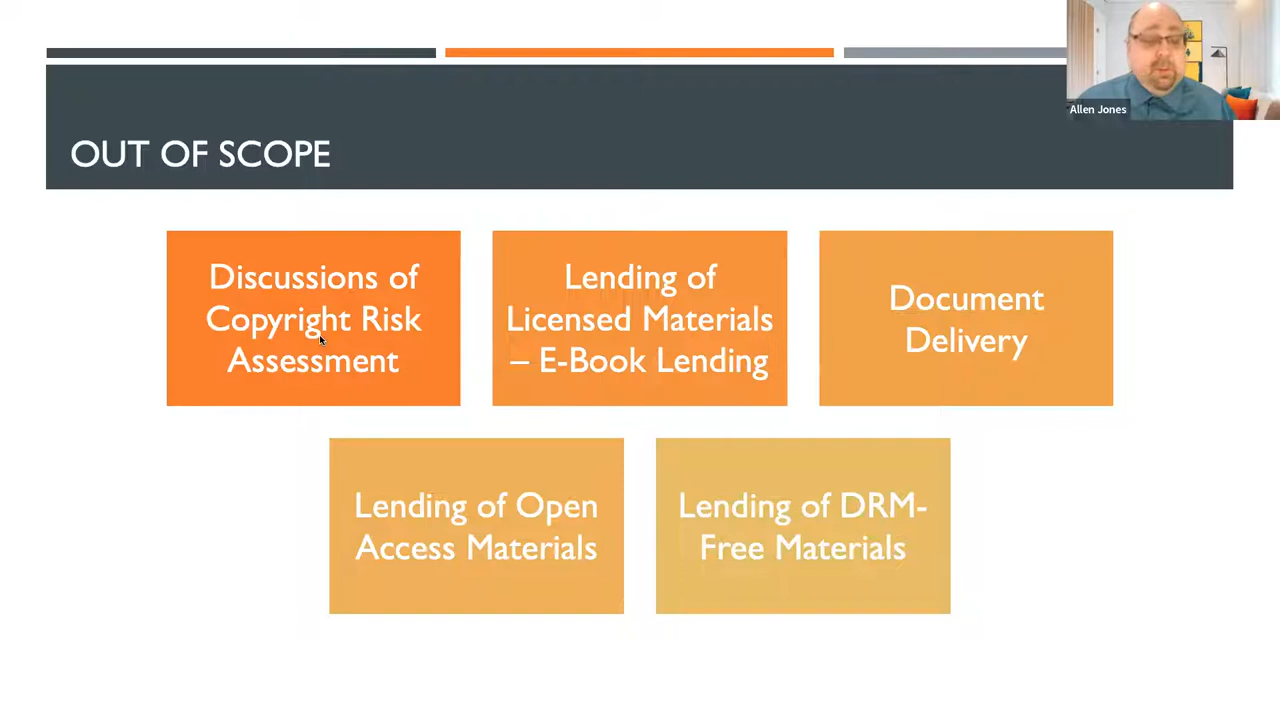 Allen Jones
OUT OF SCOPE
Discussions of
Copyright Risk
Assessment
Lending of
Licensed Materials
– E-Book Lending
Document
Delivery
Lending of Open
Access Materials
Lending of DRM-
Free Materials